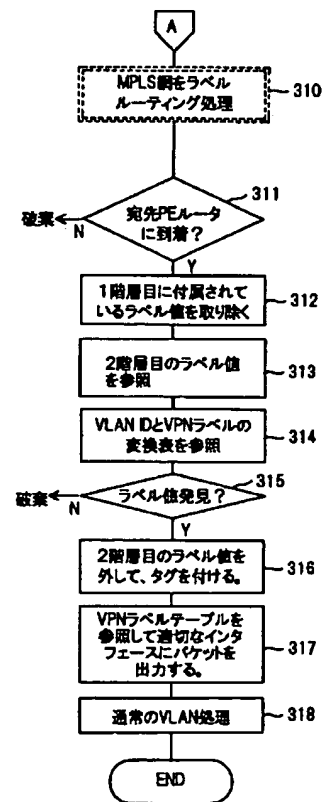 A
MPLS網をラベル
ルーティング処理
310
311
宛先PEルータ
に到着?
破棄
N
Y
1階層目に付属されて
いるラベル値を取り除く
312
2階層目のラベル値
を参照
313
VLAN IDとVPNラベルの
変換表を参照
314
315
ラベル値発見?
破棄
N
Y
2階層目のラベル値を
外して、タグを付ける。
316
VPNラベルテーブルを
参照して適切なインタ
フェースにパケットを
出力する。
317
通常のVLAN処理
318
END